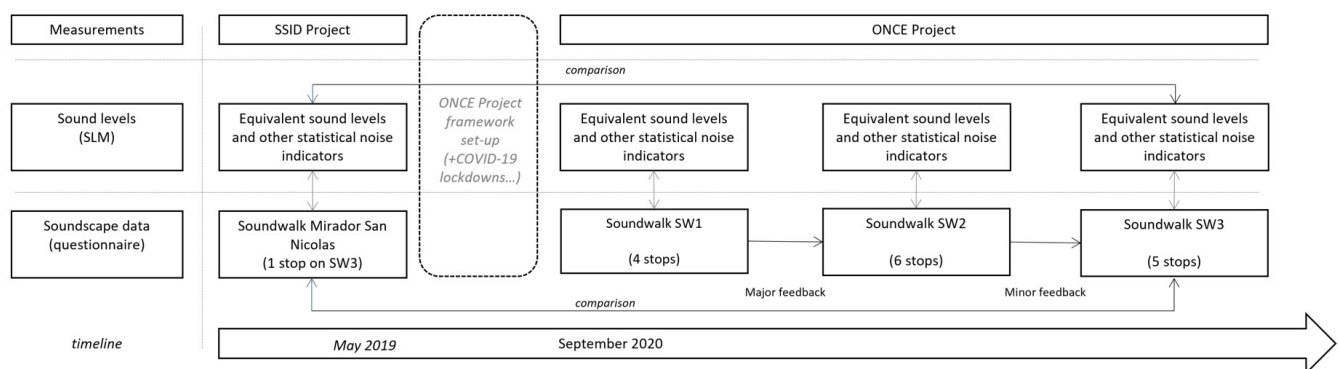 Measurements
SSID Project
ONCE Project
comparison
Sound levels
(SLM)
Equivalent sound levels
and other statistical noise
indicators
ONCE Project
framework
set-up
(+COVID-19
lockdowns...)
Equivalent sound levels
and other statistical noise
indicators
Equivalent sound levels
and other statistical noise
indicators
Equivalent sound levels
and other statistical noise
indicators
Soundscape data
(questionnaire)
Soundwalk Mirador San
Nicolas
(1 stop on SW3)
Soundwalk SW1
(4 stops)
Soundwalk SW2
(6 stops)
Soundwalk SW3
(5 stops)
Major feedback
Minor feedback
comparison
timeline
May 2019
September 2020